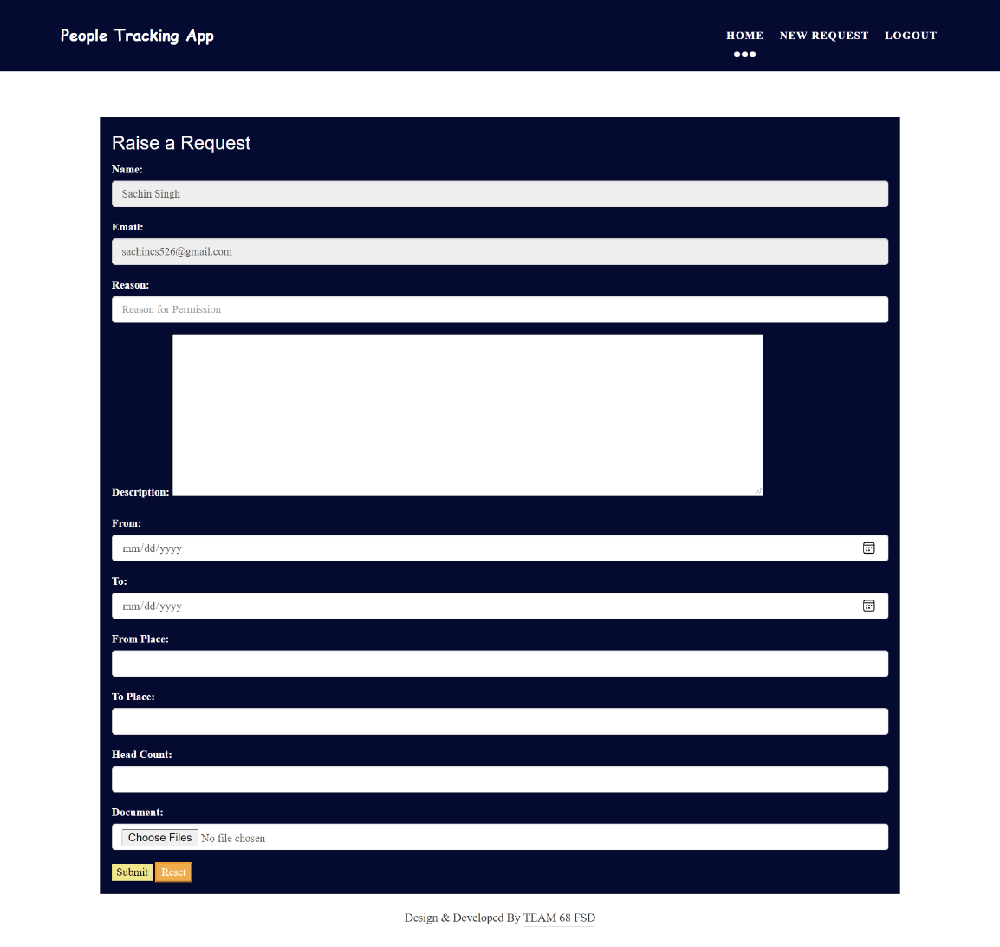 People Tracking App
HOME NEW REQUEST LOGOUT
Raise a Request
Name:
Sachin Singh
Email:
sachincs526@gmail.com
Reason:
Reason for Permission
Description:
From:
mm/dd/yyyy
To:
mm/dd/yyyy
From Place:
To Place:
Head Count:
Document:
Choose Files No file chosen
Submit Reset
Design & Developed By TEAM 68 FSD